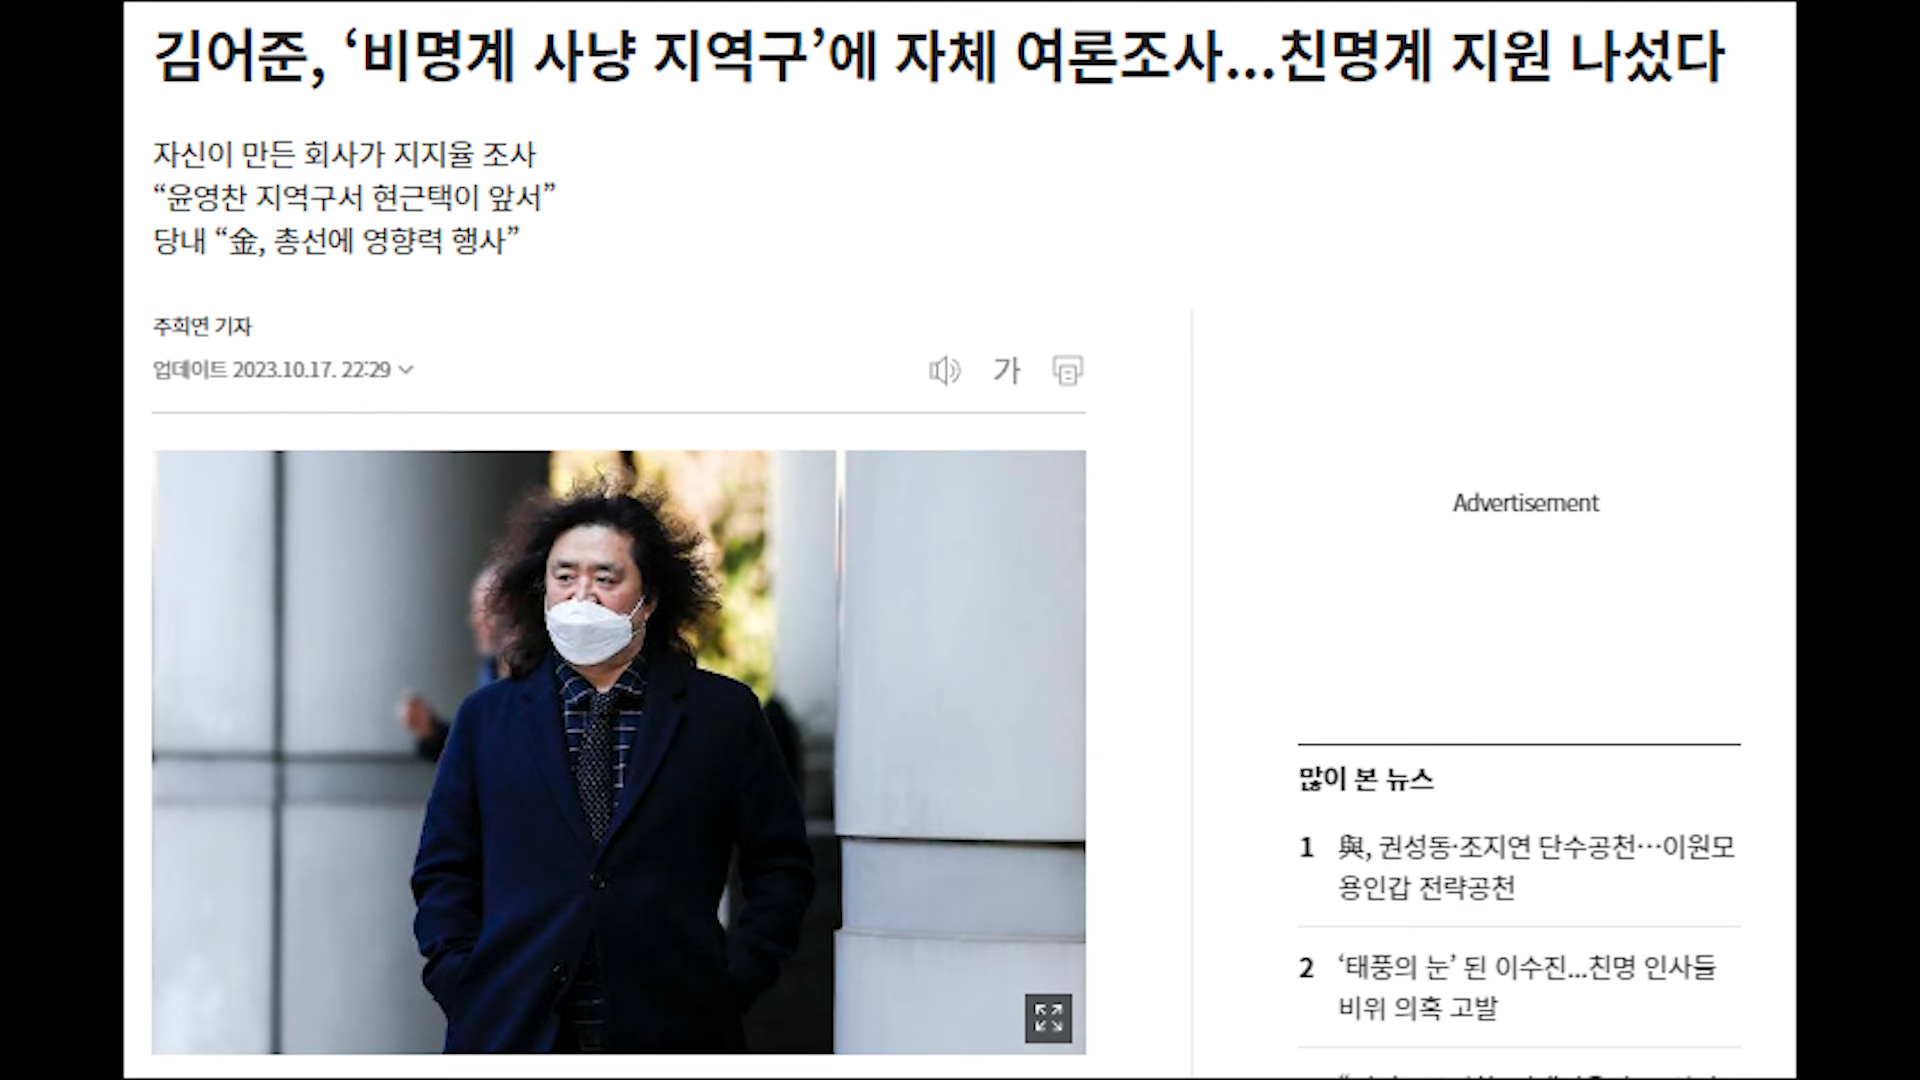 김어준, ‘비명계 사냥 지역구’에 자체 여론조사...친명계 지원 나섰다
자신이 만든 회사가 지지율 조사
“윤영찬 지역구서 현근택이 앞서”
당내 “金, 총선에 영향력 행사”
주희연 기자
업데이트 2023.10.17. 22:29
가
Advertisement
많이 본 뉴스
1 與, 권성동·조지연 단수공천…이원모
용인갑 전략공천
2 ‘태풍의 눈’ 된 이수진...친명 인사들
비위 의혹 고발